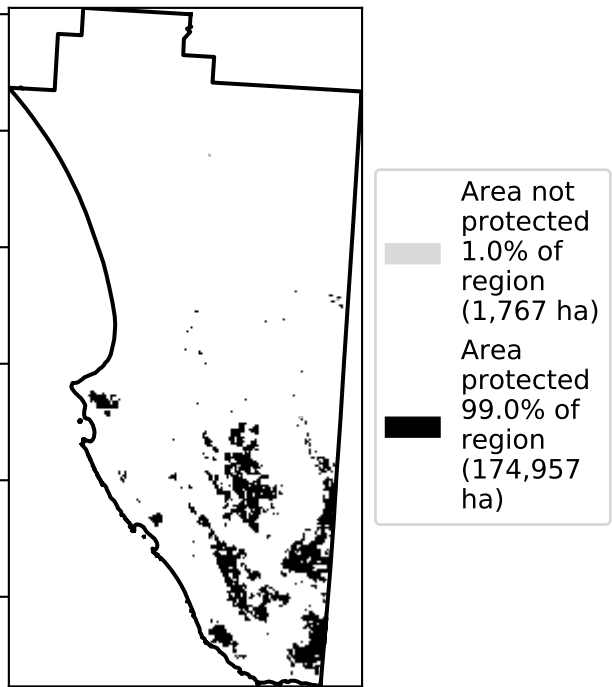 Area not
protected
1.0% of
region
(1,767 ha)
Area
protected
99.0% of
region
(174,957
ha)